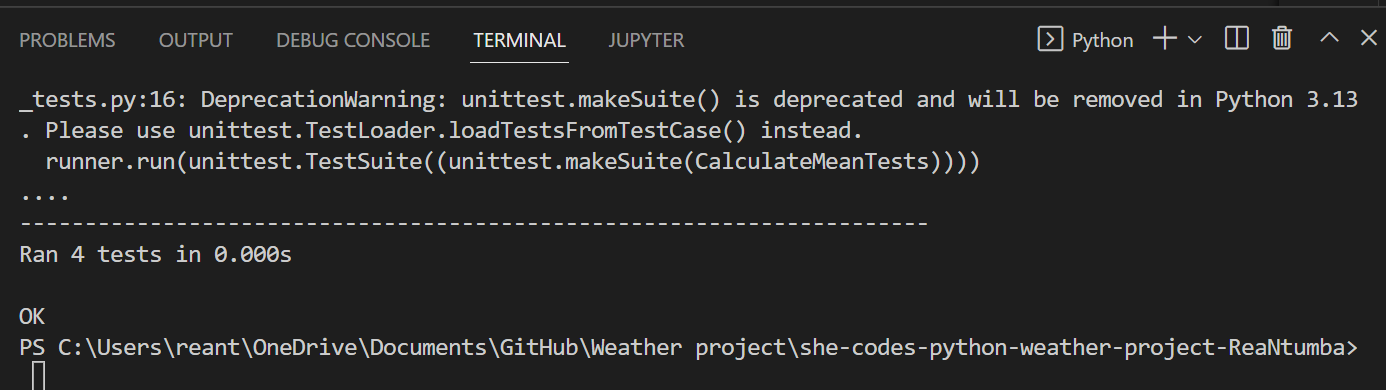 PROBLEMS OUTPUT DEBUG CONSOLE TERMINAL JUPYTER Python
_tests.py:16: DeprecationWarning: unittest.makeSuite() is deprecated and will be removed in Python 3.13
. Please use unittest.TestLoader.loadTestsFromTestCase() instead.
  runner.run(unittest.TestSuite((unittest.makeSuite(CalculateMeanTests))))
....
----------------------------------------------------------------------
Ran 4 tests in 0.000s
OK
PS C:\Users\reant\OneDrive\Documents\GitHub\Weather project\she-codes-python-weather-project-ReaNtumba>